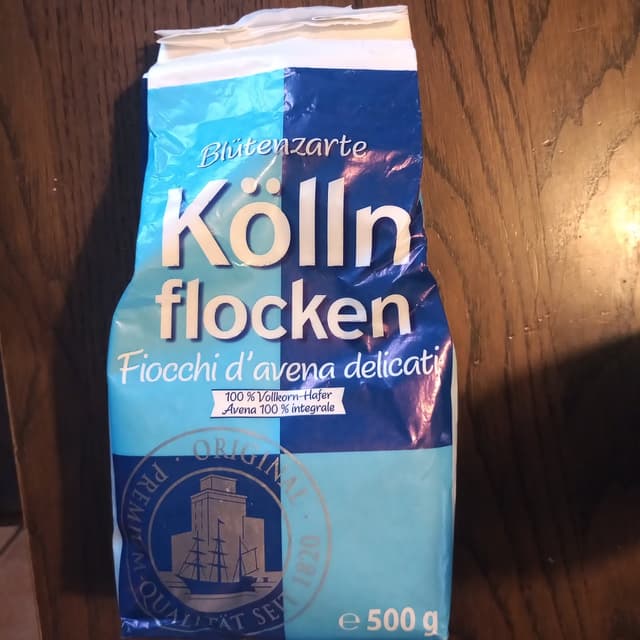 Blütenzarte
Kölln
flocken
Fiocchi d'avena delicati
100 % Vollkorn-Hafer
Avena 100 % integrale
· ORIGINAL ·
PREMIUM-QUALITÄT SEIT 1820
℮ 500 g